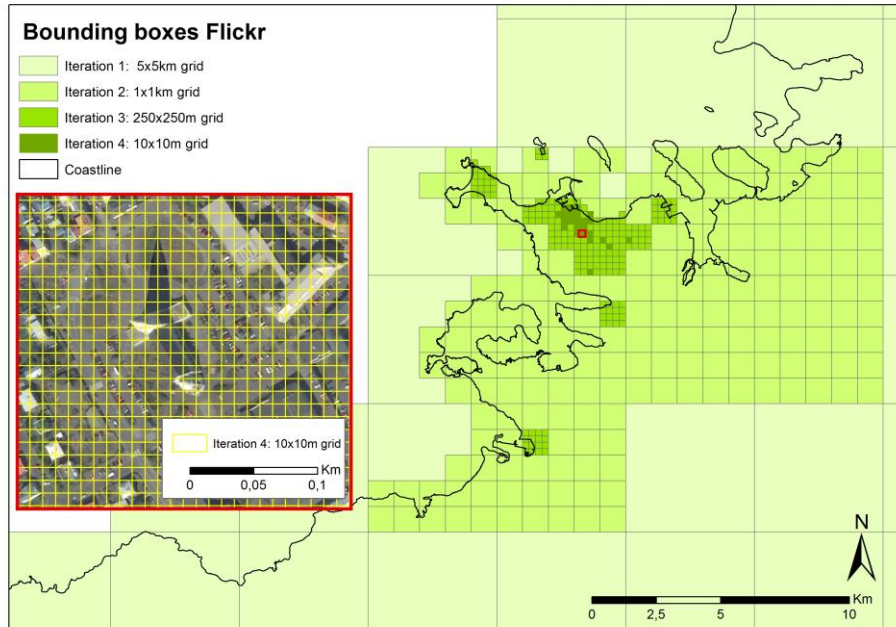 Bounding boxes Flickr
Iteration 1: 5x5km grid
Iteration 2: 1x1km grid
Iteration 3: 250x250m grid
Iteration 4: 10x10m grid
Coastline
Iteration 4: 10x10m grid
Km
0 0,05 0,1
N
Km
0 2,5 5 10